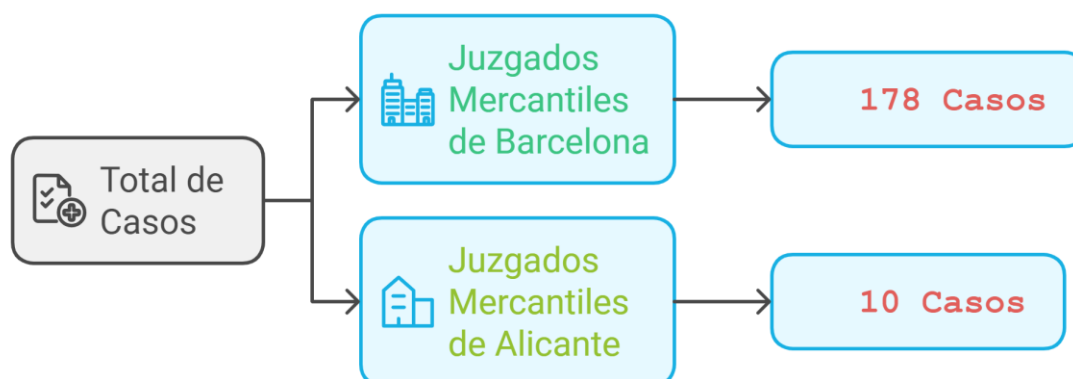 Total de
Casos
Juzgados
Mercantiles
de Barcelona
178 Casos
Juzgados
Mercantiles
de Alicante
10 Casos